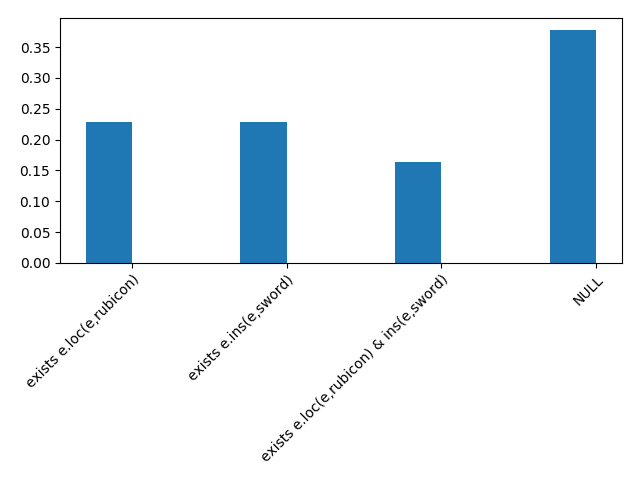 0.35
0.30
0.25
0.20
0.15
0.10
0.05
0.00
exists e.loc(e,rubicon)
exists e.ins(e,sword)
exists e.loc(e,rubicon) & ins(e,sword)
NULL